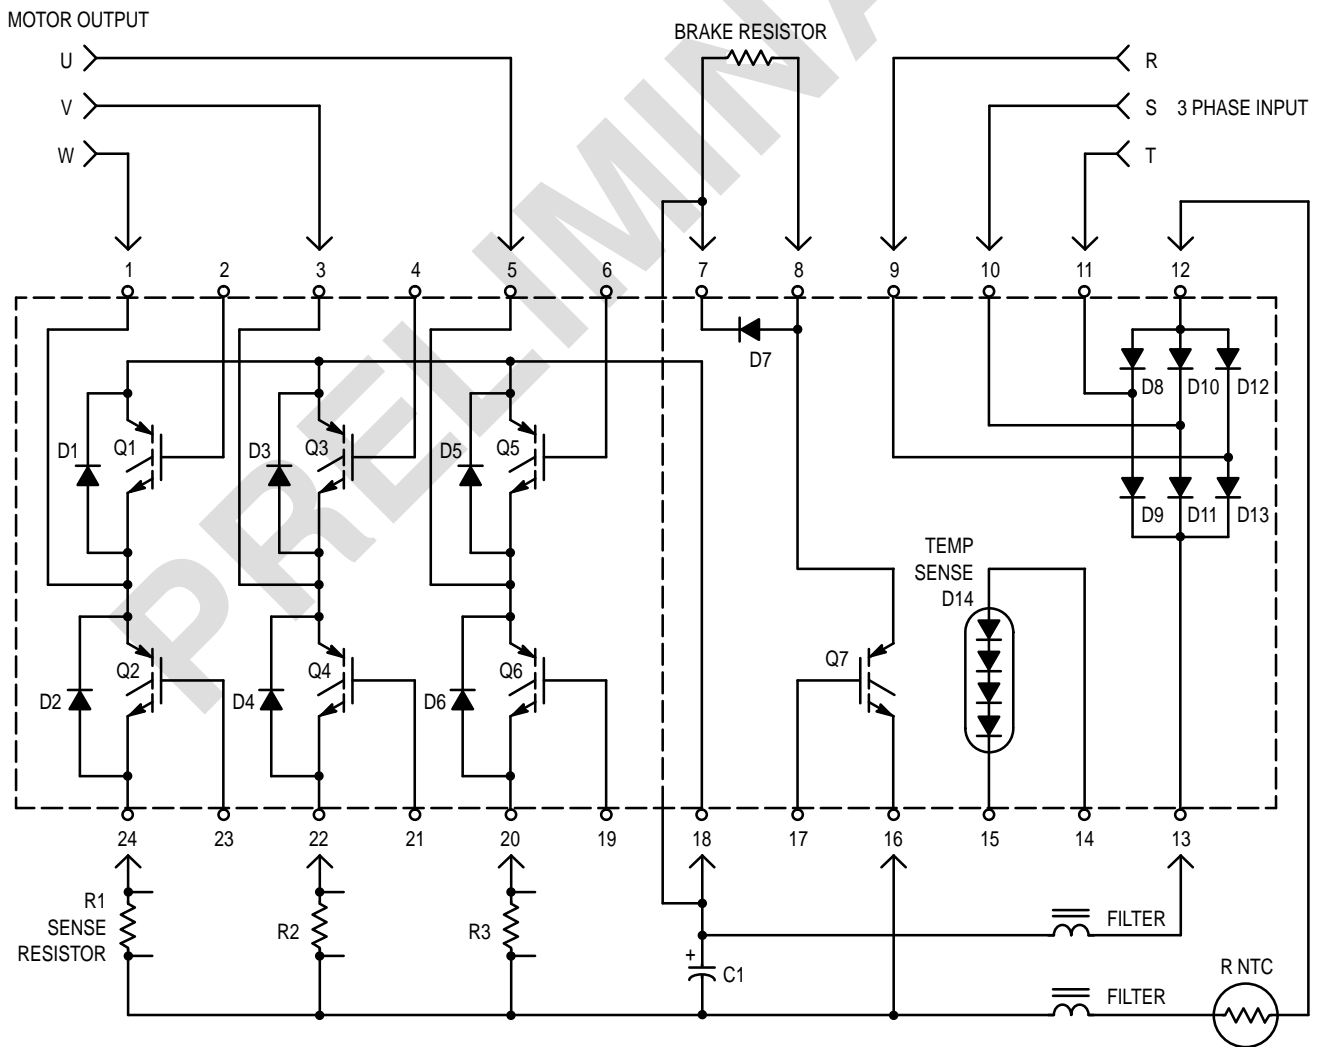 MOTOR OUTPUT
U
V
W
BRAKE RESISTOR
R
S 3 PHASE INPUT
T
1 2 3 4 5 6 7 8 9 10 11 12
D7
D8 D10 D12
D1 Q1 D3 Q3 D5 Q5
D9 D11 D13
TEMP
SENSE
D14
D2 Q2 D4 Q4 D6 Q6 Q7
24 23 22 21 20 19 18 17 16 15 14 13
R1
SENSE
RESISTOR
R2
R3
+
C1
FILTER
FILTER
R NTC